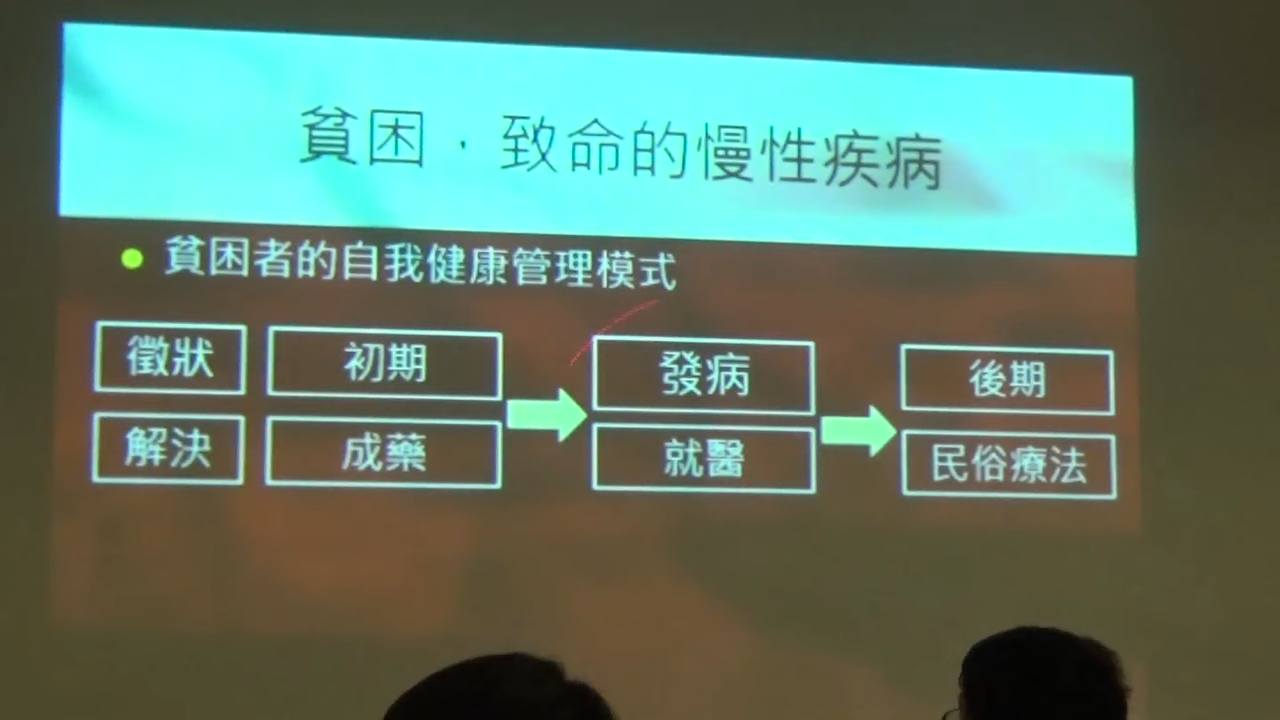 貧困，致命的慢性疾病
貧困者的自我健康管理模式
徵狀 初期 發病 後期
解決 成藥 就醫 民俗療法